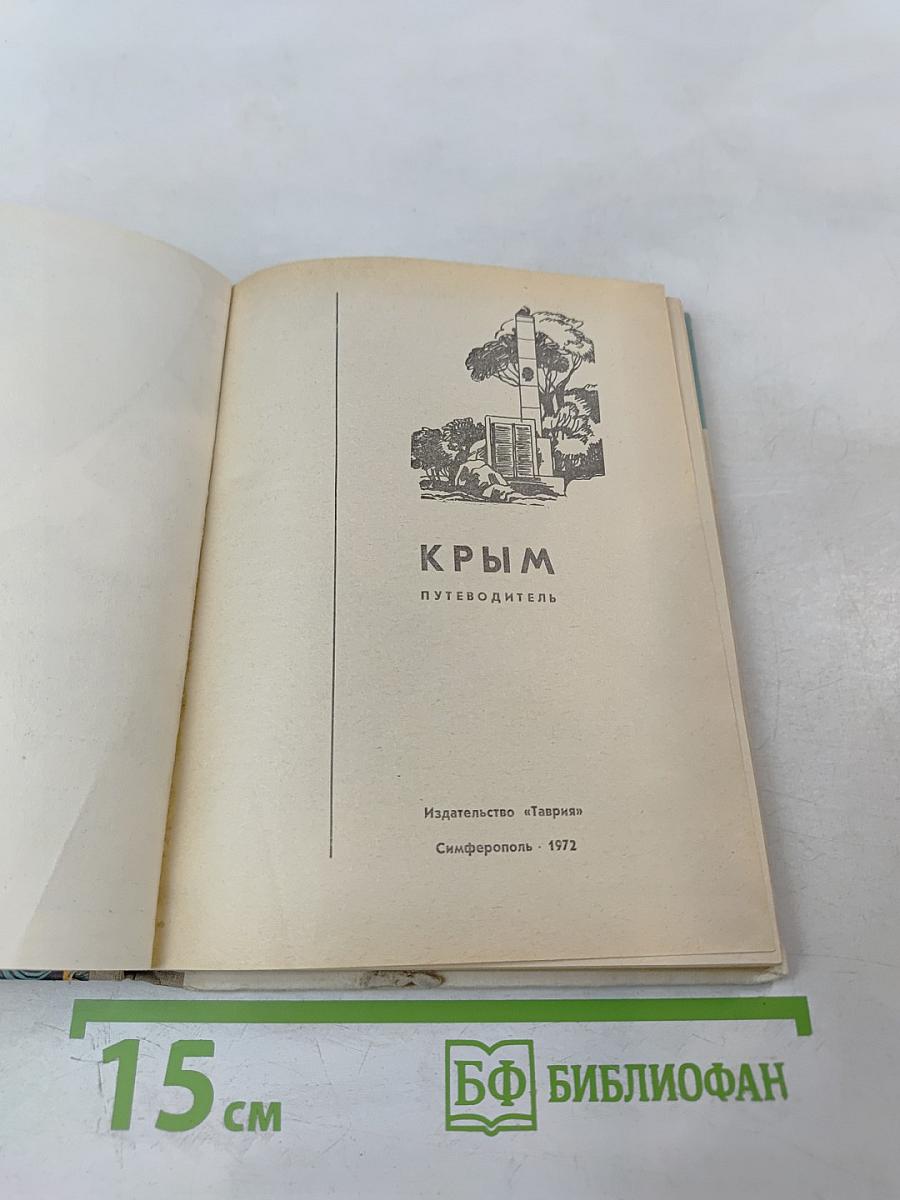 КРЫМ
ПУТЕВОДИТЕЛЬ
Издательство «Таврия»
Симферополь · 1972
15 см
БФ БИБЛИОФАН